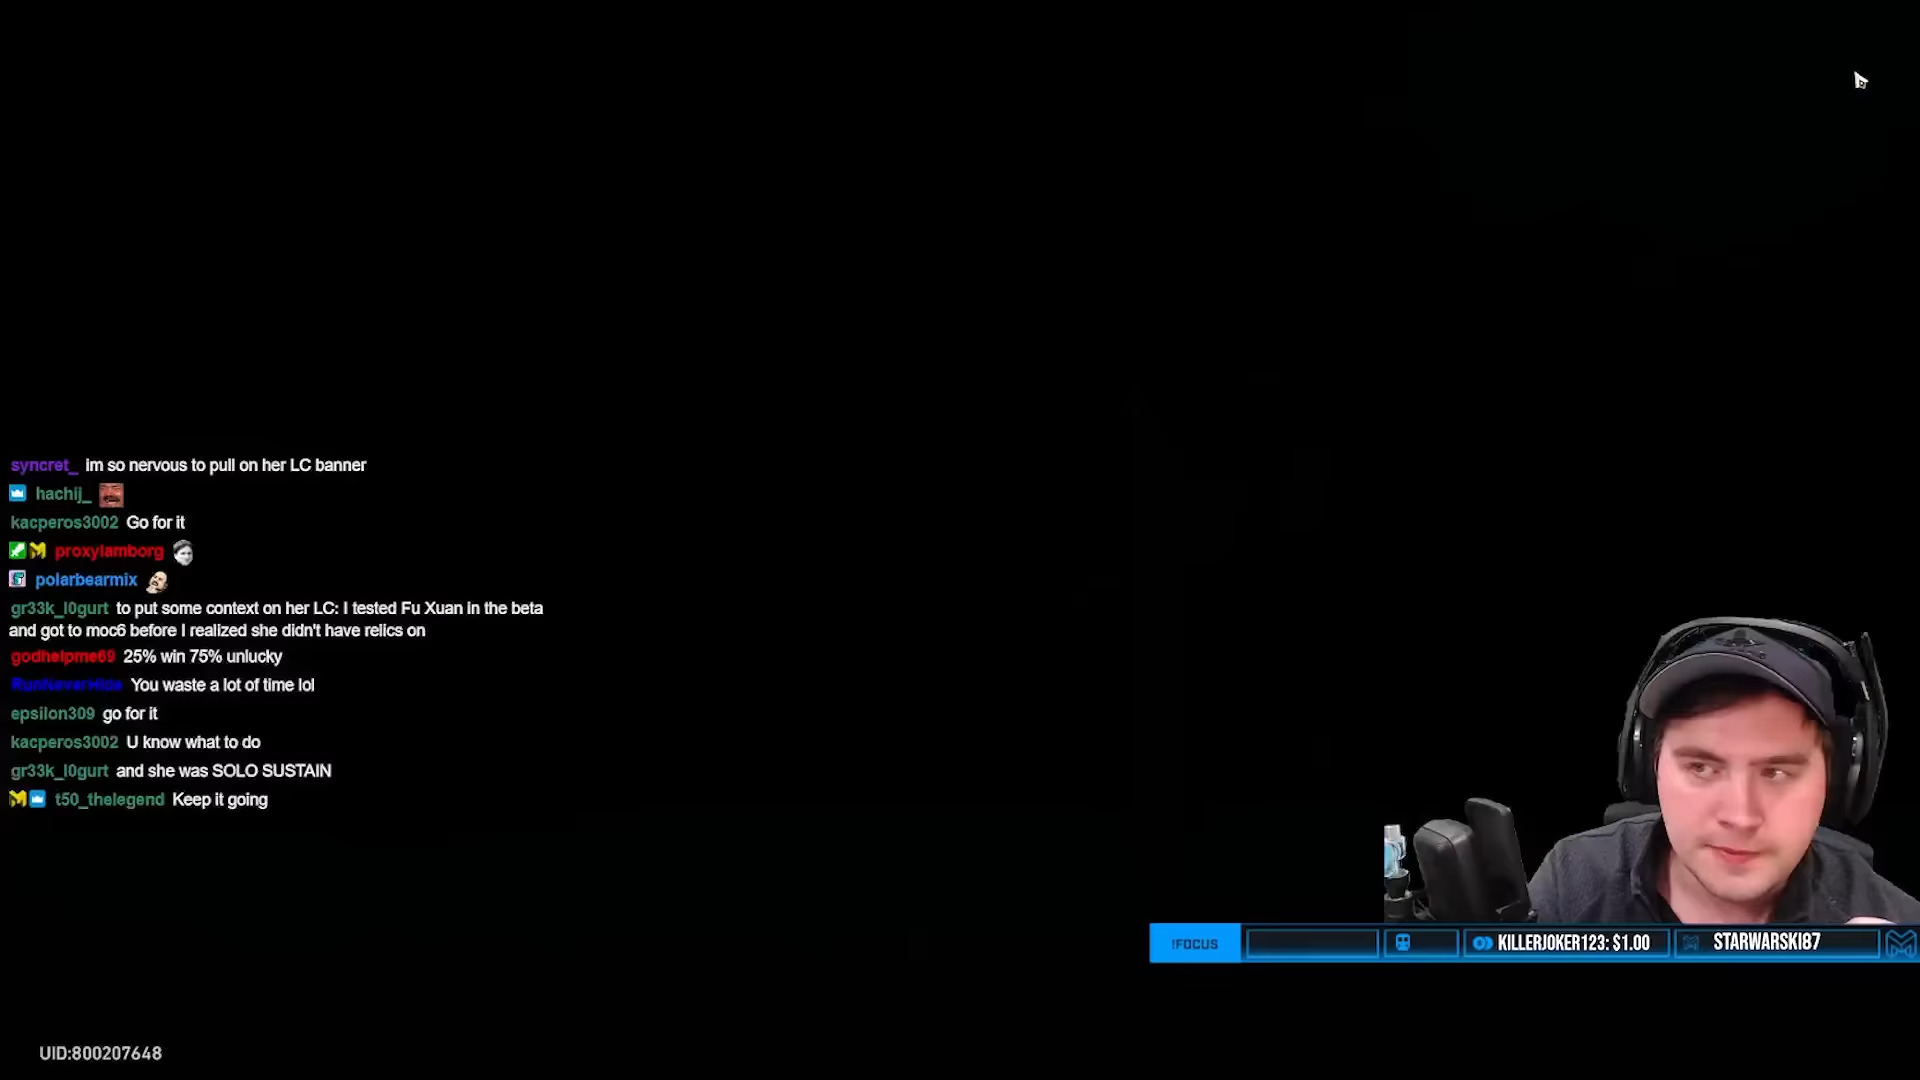 syncret_ im so nervous to pull on her LC banner
hachij_
kacperos3002 Go for it
proxylamborg
polarbearmix
gr33k_l0gurt to put some context on her LC: I tested Fu Xuan in the beta
and got to moc6 before I realized she didn't have relics on
godhelpme69 25% win 75% unlucky
RunNeverHide You waste a lot of time lol
epsilon309 go for it
kacperos3002 U know what to do
gr33k_l0gurt and she was SOLO SUSTAIN
t50_thelegend Keep it going
!FOCUS
KILLERJOKER123: $1.00
STARWARSKI87
UID:800207648